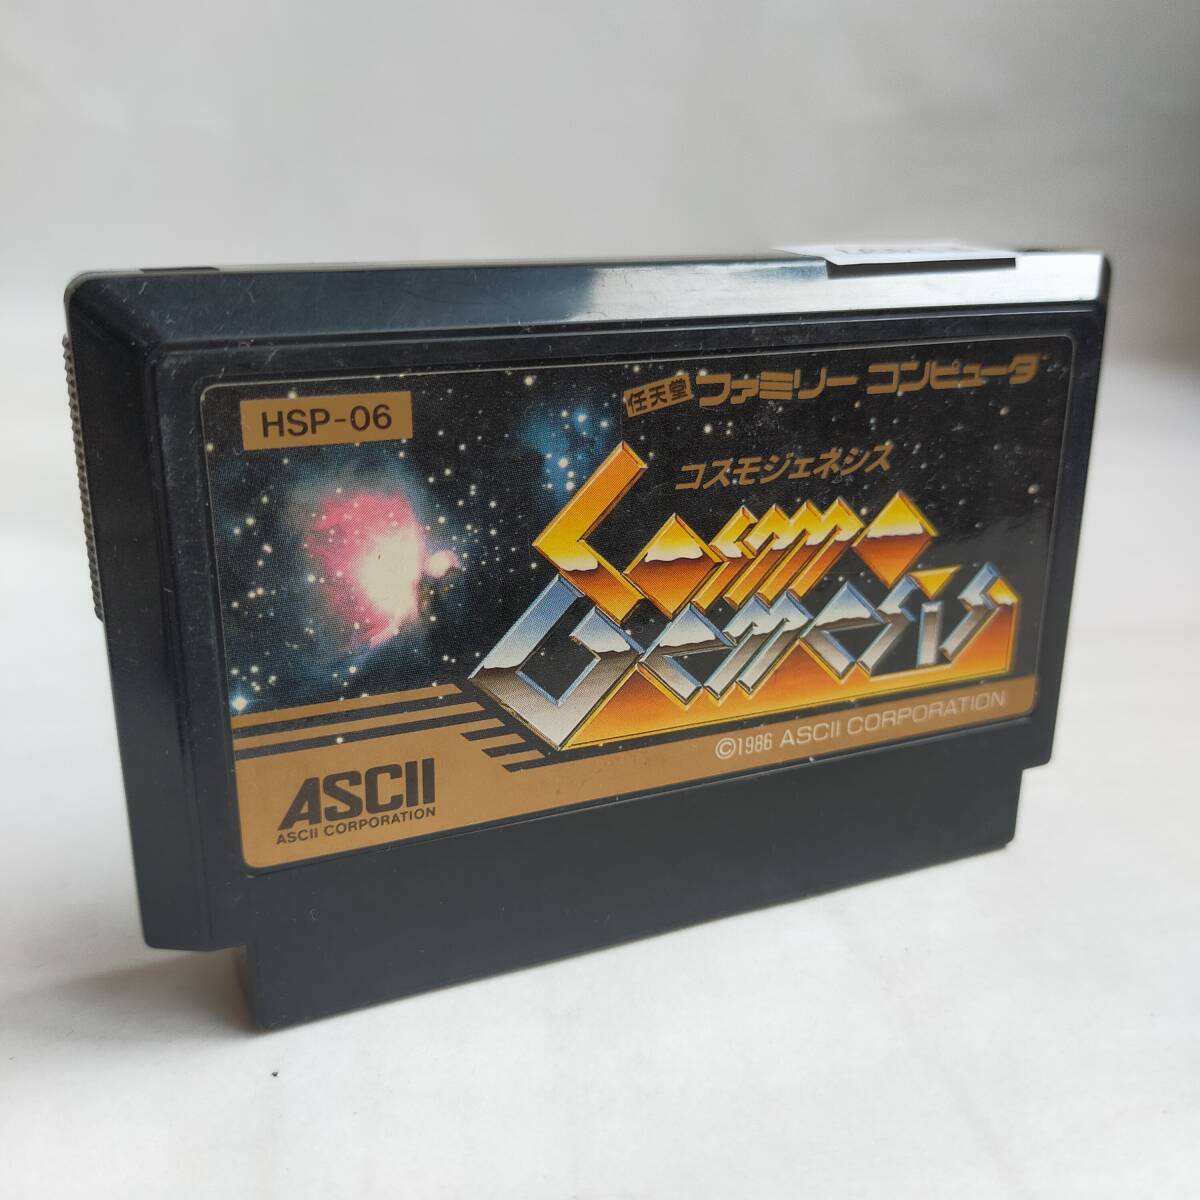 HSP-06
任天堂 ファミリー コンピュータ
コスモジェネシス
Cosmo
Genesis
©1986 ASCII CORPORATION
ASCII
ASCII CORPORATION